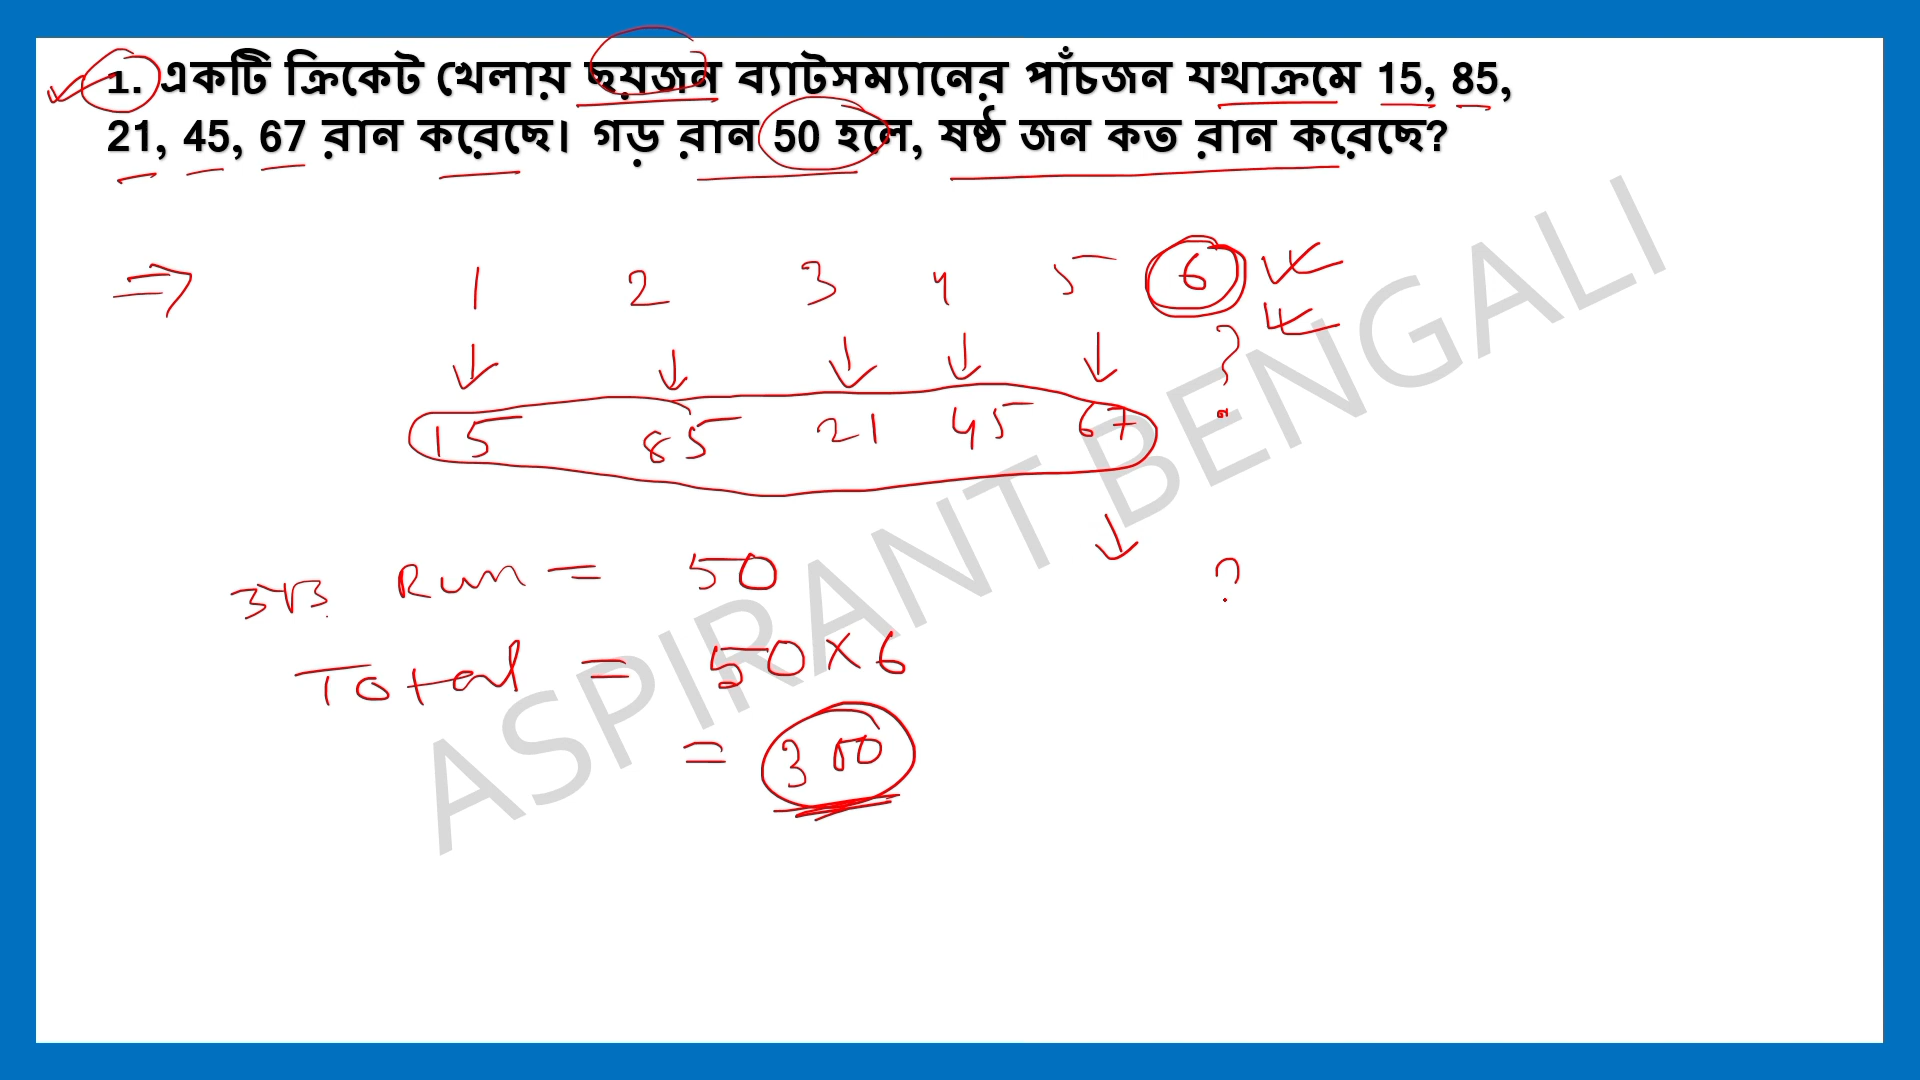 1. একটি ক্রিকেট খেলায় ছয়জন ব্যাটসম্যানের পাঁচজন যথাক্রমে 15, 85,
21, 45, 67 রান করেছে। গড় রান 50 হলে, ষষ্ঠ জন কত রান করেছে?
⇒ 1 2 3 4 5 6
↓ ↓ ↓ ↓ ↓ ?
15 85 21 45 67
↓ ?
Run = 50
Total = 50 × 6
= 300
ASPIRANT BENGALI